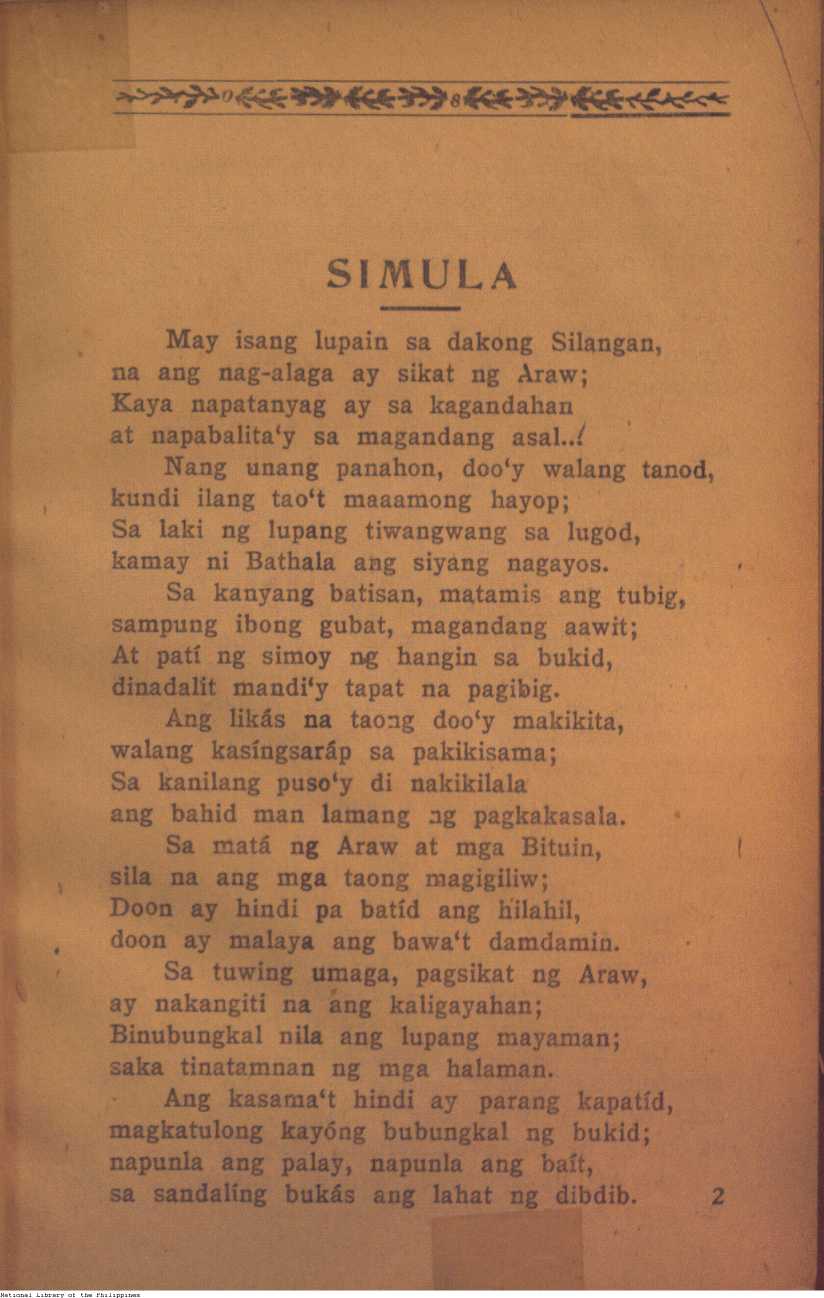 SIMULA
May isang lupain sa dakong Silangan,
na ang nag-alaga ay sikat ng Araw;
Kaya napatanyag ay sa kagandahan
at napabalita‘y sa magandang asal..!
Nang unang panahon, doo‘y walang tanod,
kundi ilang tao‘t maaamong hayop;
Sa laki ng lupang tiwangwang sa lugod,
kamay ni Bathala ang siyang nagayos.
Sa kanyang batisan, matamis ang tubig,
sampung ibong gubat, magandang aawit;
At patí ng simoy ng hangin sa bukid,
dinadalit mandi‘y tapat na pagibig.
Ang likás na taong doo‘y makikita,
walang kasíngsaráp sa pakikisama;
Sa kanilang puso‘y di nakikilala
ang bahid man lamang ng pagkakasala.
Sa matá ng Araw at mga Bituin,
sila na ang mga taong magigiliw;
Doon ay hindi pa batíd ang hilahil,
doon ay malaya ang bawa‘t damdamin.
Sa tuwing umaga, pagsikat ng Araw,
ay nakangiti na ang kaligayahan;
Binubungkal nila ang lupang mayaman;
saka tinatamnan ng mga halaman.
Ang kasama‘t hindi ay parang kapatíd,
magkatulong kayóng bubungkal ng bukid;
napunla ang palay, napunla ang baít,
sa sandalíng bukás ang lahat ng dibdib. 2
National Library of the Philippines